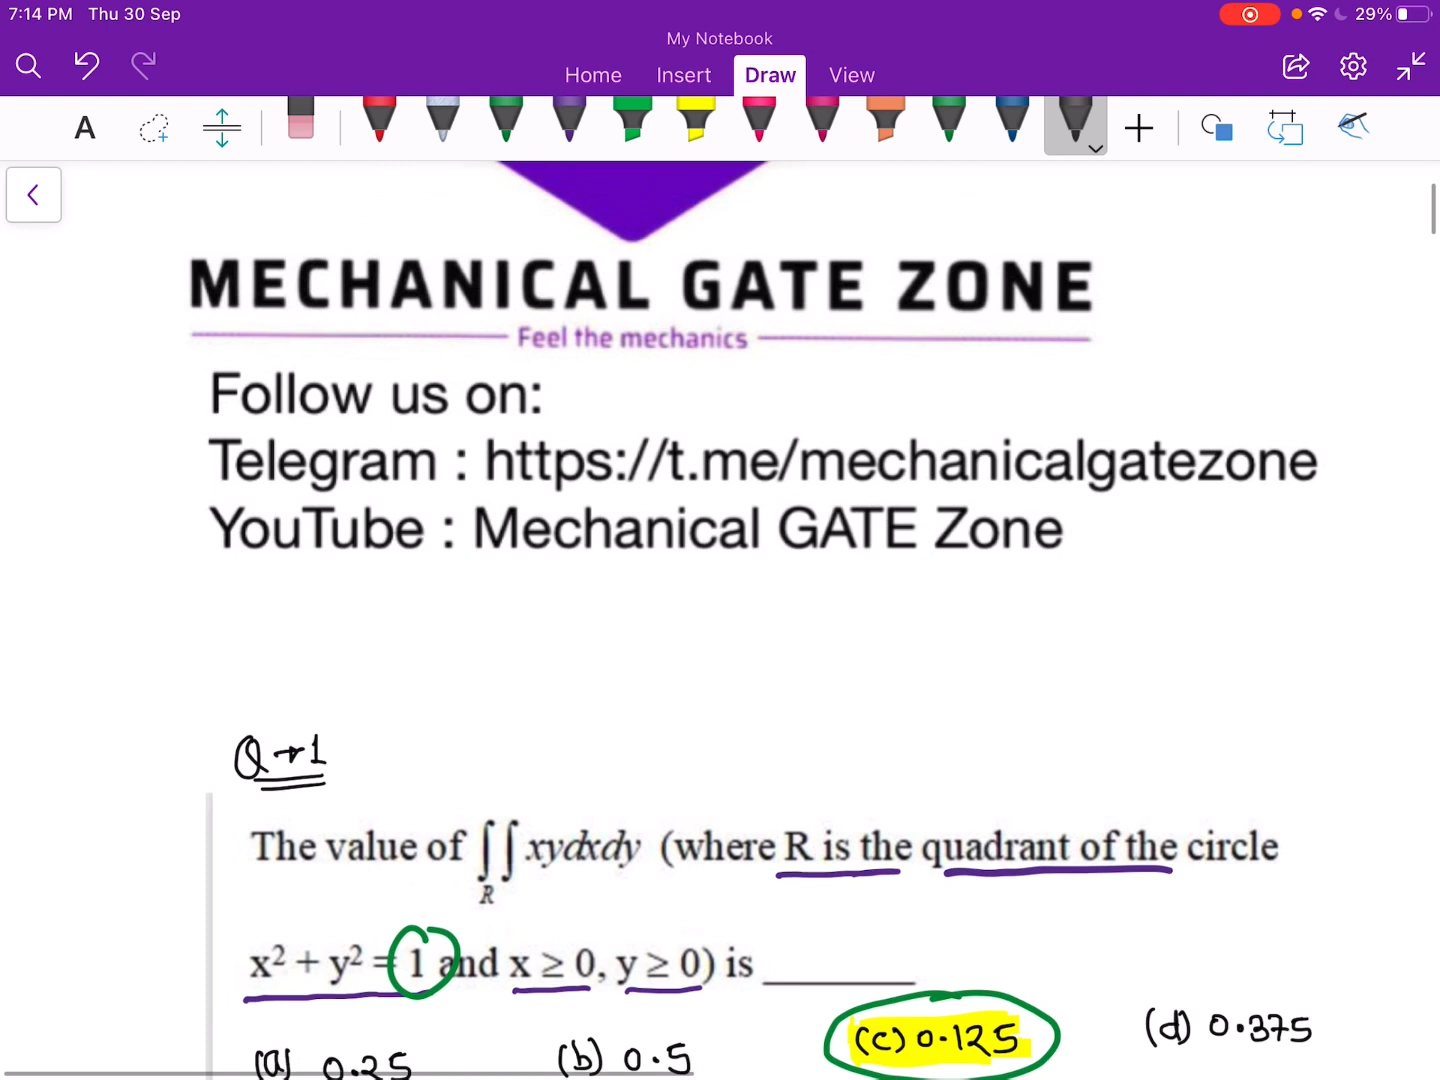 7:14 PM Thu 30 Sep
29%
My Notebook
Home Insert Draw View
A
MECHANICAL GATE ZONE
Feel the mechanics
Follow us on:
Telegram : https://t.me/mechanicalgatezone
YouTube : Mechanical GATE Zone
Q→1
The value of ∫∫_R xydxdy (where R is the quadrant of the circle
x² + y² = 1 and x ≥ 0, y ≥ 0) is ________
(a) 0.25 (b) 0.5 (c) 0.125 (d) 0.375